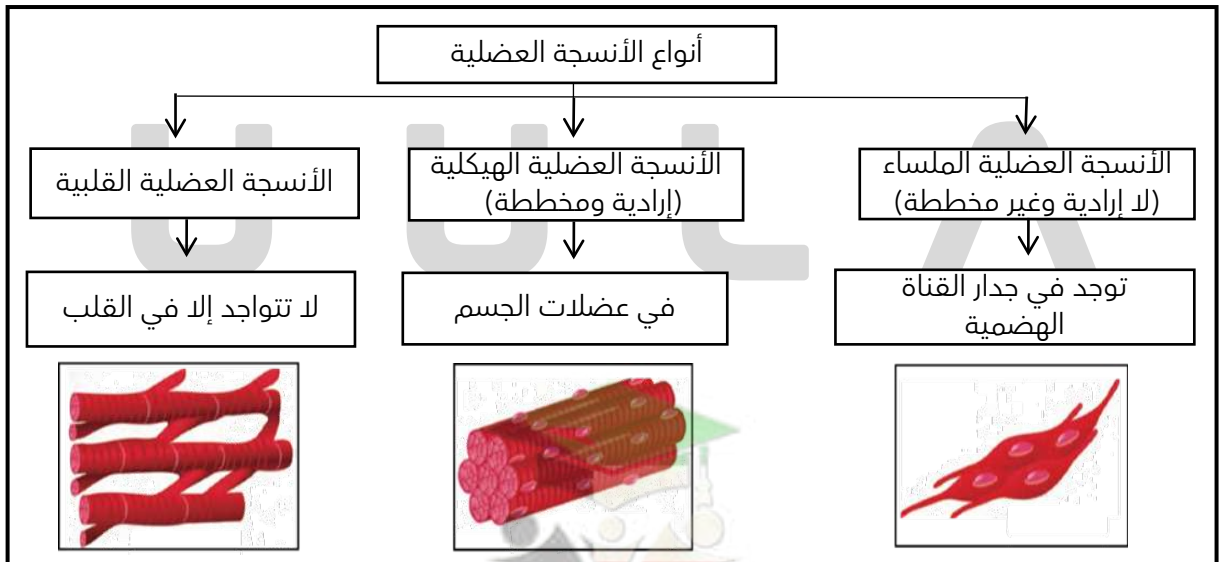 أنواع الأنسجة العضلية
الأنسجة العضلية الملساء
(لا إرادية وغير مخططة)
الأنسجة العضلية الهيكلية
(إرادية ومخططة)
الأنسجة العضلية القلبية
توجد في جدار القناة
الهضمية
في عضلات الجسم
لا تتواجد إلا في القلب
U U L A